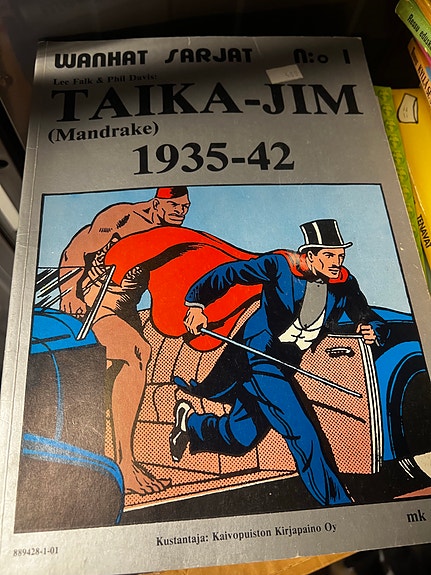 WANHAT SARJAT N:o 1
Lee Falk & Phil Davis:
TAIKA-JIM
(Mandrake)
1935-42
Kustantaja: Kaivopuiston Kirjapaino Oy
mk
889428-1-01
TENAVAT